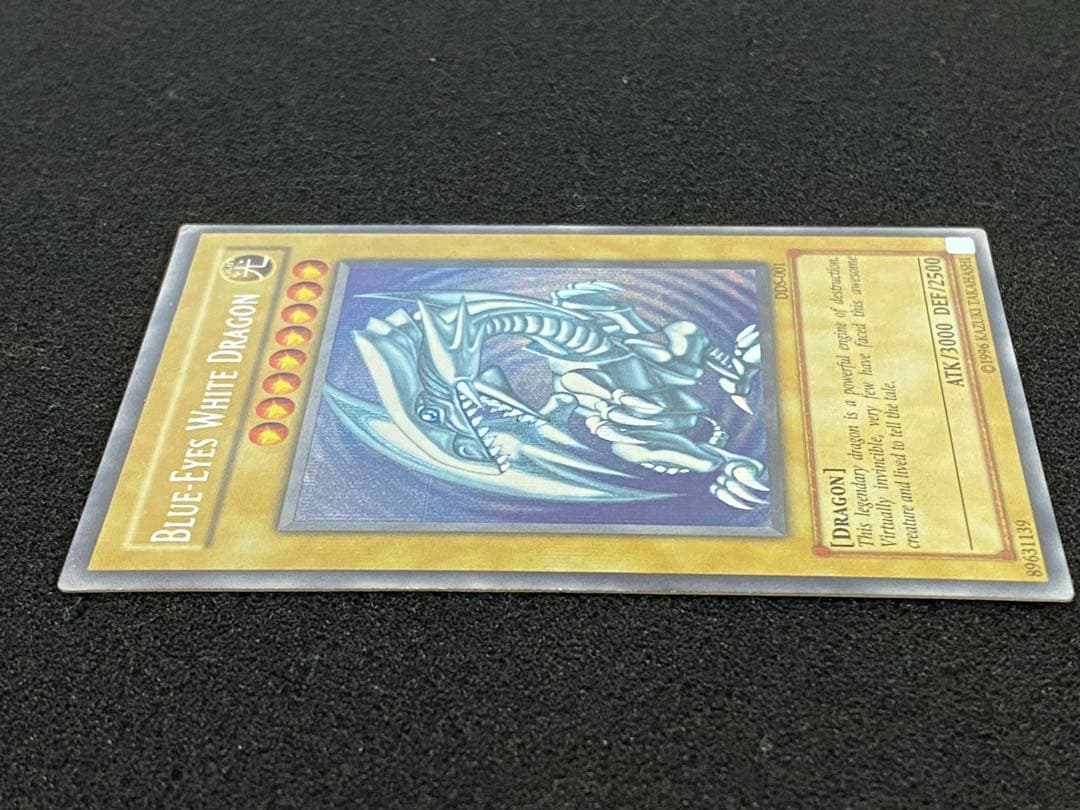 BLUE-EYES WHITE DRAGON
光
DDS-001
[DRAGON]
This legendary dragon is a powerful engine of destruction.
Virtually invincible, very few have faced this awesome
creature and lived to tell the tale.
ATK/3000 DEF/2500
89631139
©1996 KAZUKI TAKAHASHI